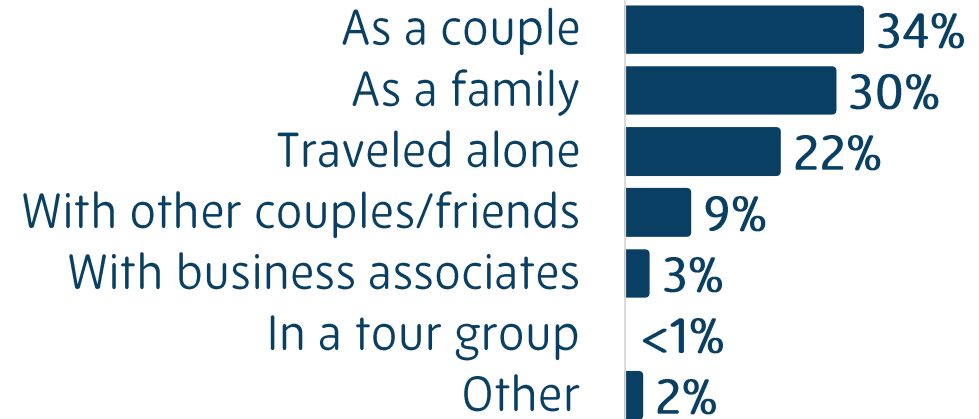 As a couple 34%
As a family 30%
Traveled alone 22%
With other couples/friends 9%
With business associates 3%
In a tour group <1%
Other 2%